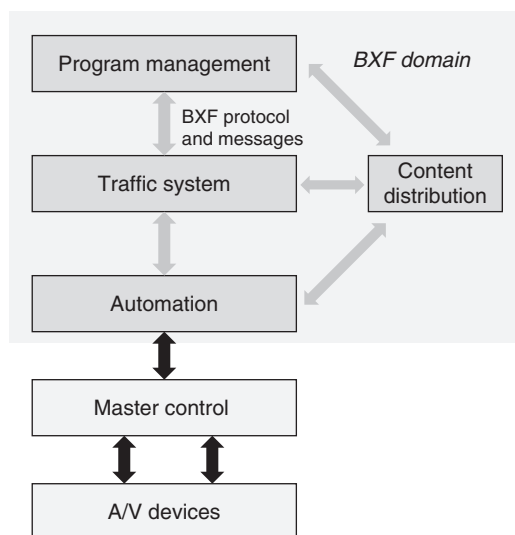 Program management
BXF domain
BXF protocol
and messages
Traffic system
Content
distribution
Automation
Master control
A/V devices